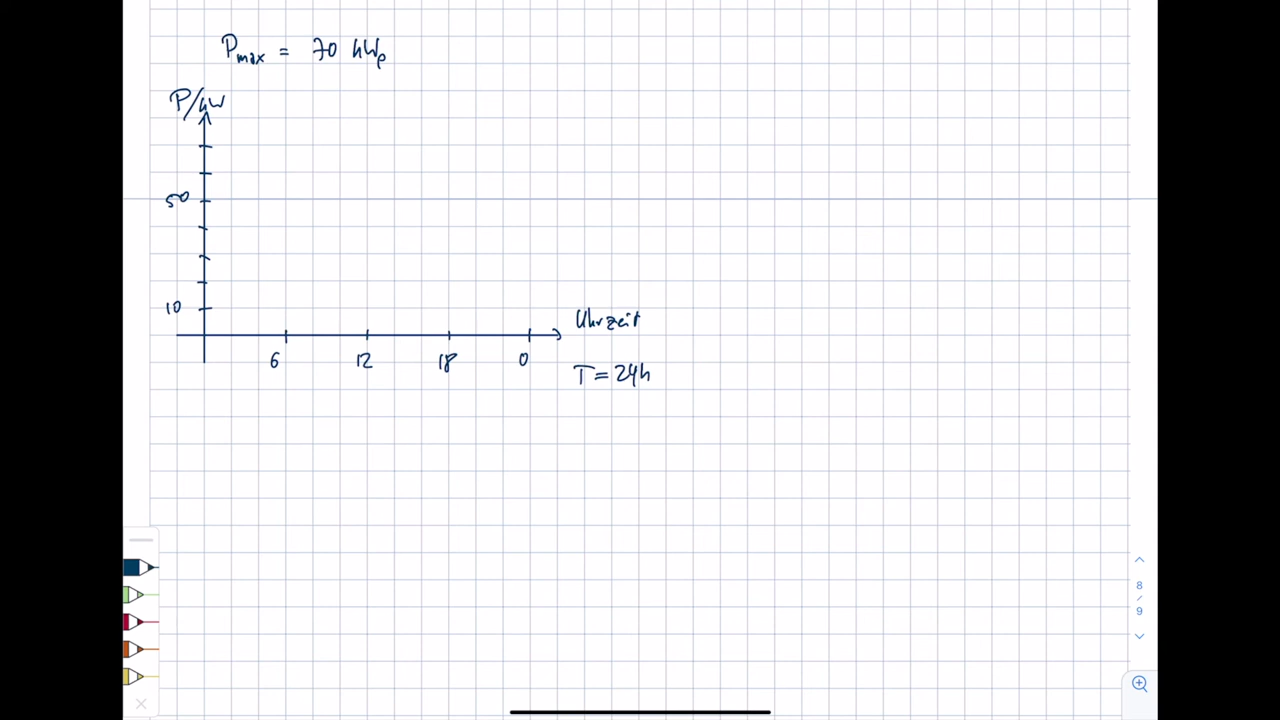 Pmax = 70 kWp
P/kW
50
10
Uhrzeit
6 12 18 0
T = 24h
8
/
9